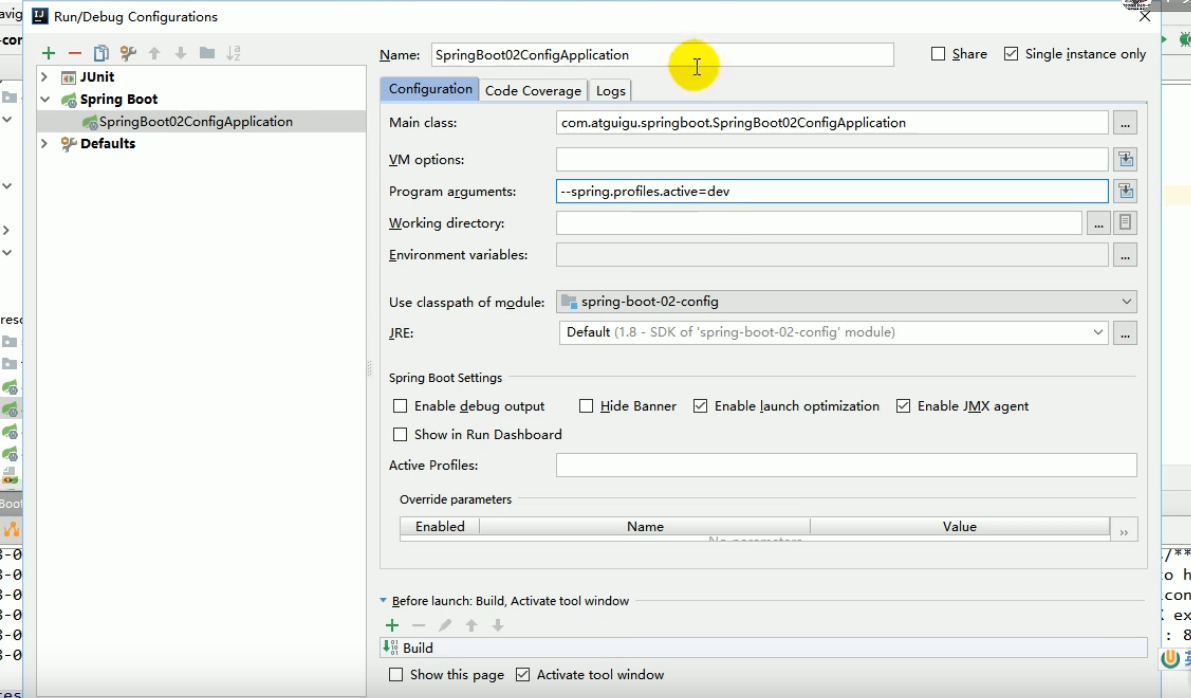 Run/Debug Configurations
JUnit
Spring Boot
SpringBoot02ConfigApplication
Defaults
Name: SpringBoot02ConfigApplication
Share
Single instance only
Configuration Code Coverage Logs
Main class: com.atguigu.springboot.SpringBoot02ConfigApplication ...
VM options:
Program arguments: --spring.profiles.active=dev
Working directory: ...
Environment variables: ...
Use classpath of module: spring-boot-02-config
JRE: Default (1.8 - SDK of 'spring-boot-02-config' module) ...
Spring Boot Settings
Enable debug output Hide Banner Enable launch optimization Enable JMX agent
Show in Run Dashboard
Active Profiles:
Override parameters
Enabled Name Value
No parameters
Before launch: Build, Activate tool window
Build
Show this page Activate tool window